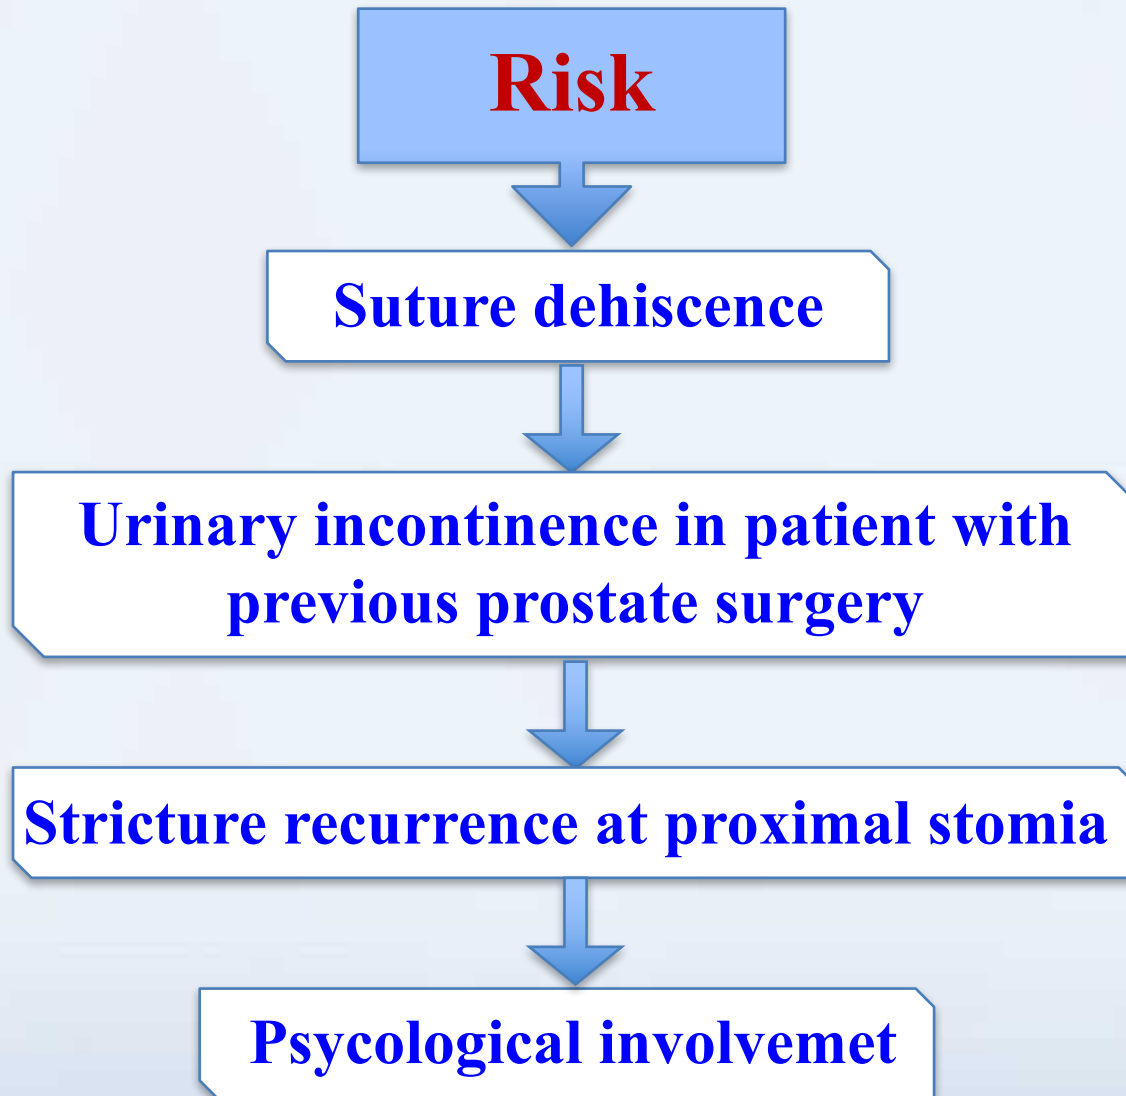 Risk
Suture dehiscence
Urinary incontinence in patient with
previous prostate surgery
Stricture recurrence at proximal stomia
Psycological involvemet